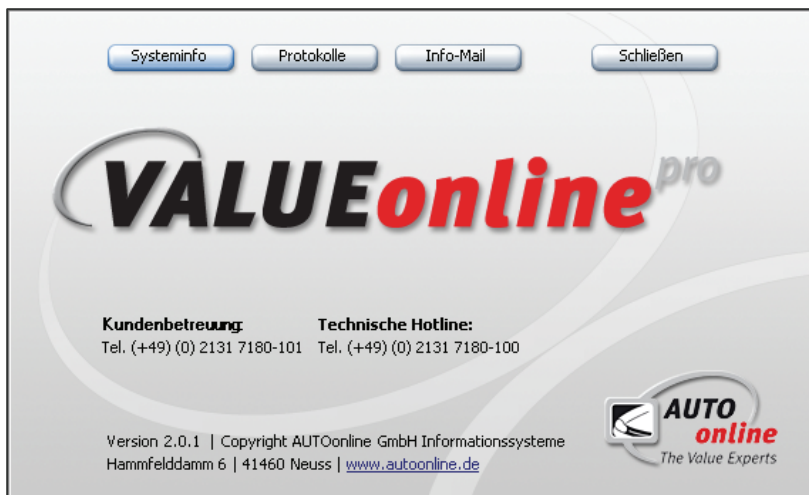 Systeminfo Protokolle Info-Mail Schließen
VALUEonline pro
Kundenbetreuung: Technische Hotline:
Tel. (+49) (0) 2131 7180-101 Tel. (+49) (0) 2131 7180-100
AUTO
online
The Value Experts
Version 2.0.1 | Copyright AUTOonline GmbH Informationssysteme
Hammfelddamm 6 | 41460 Neuss | www.autoonline.de